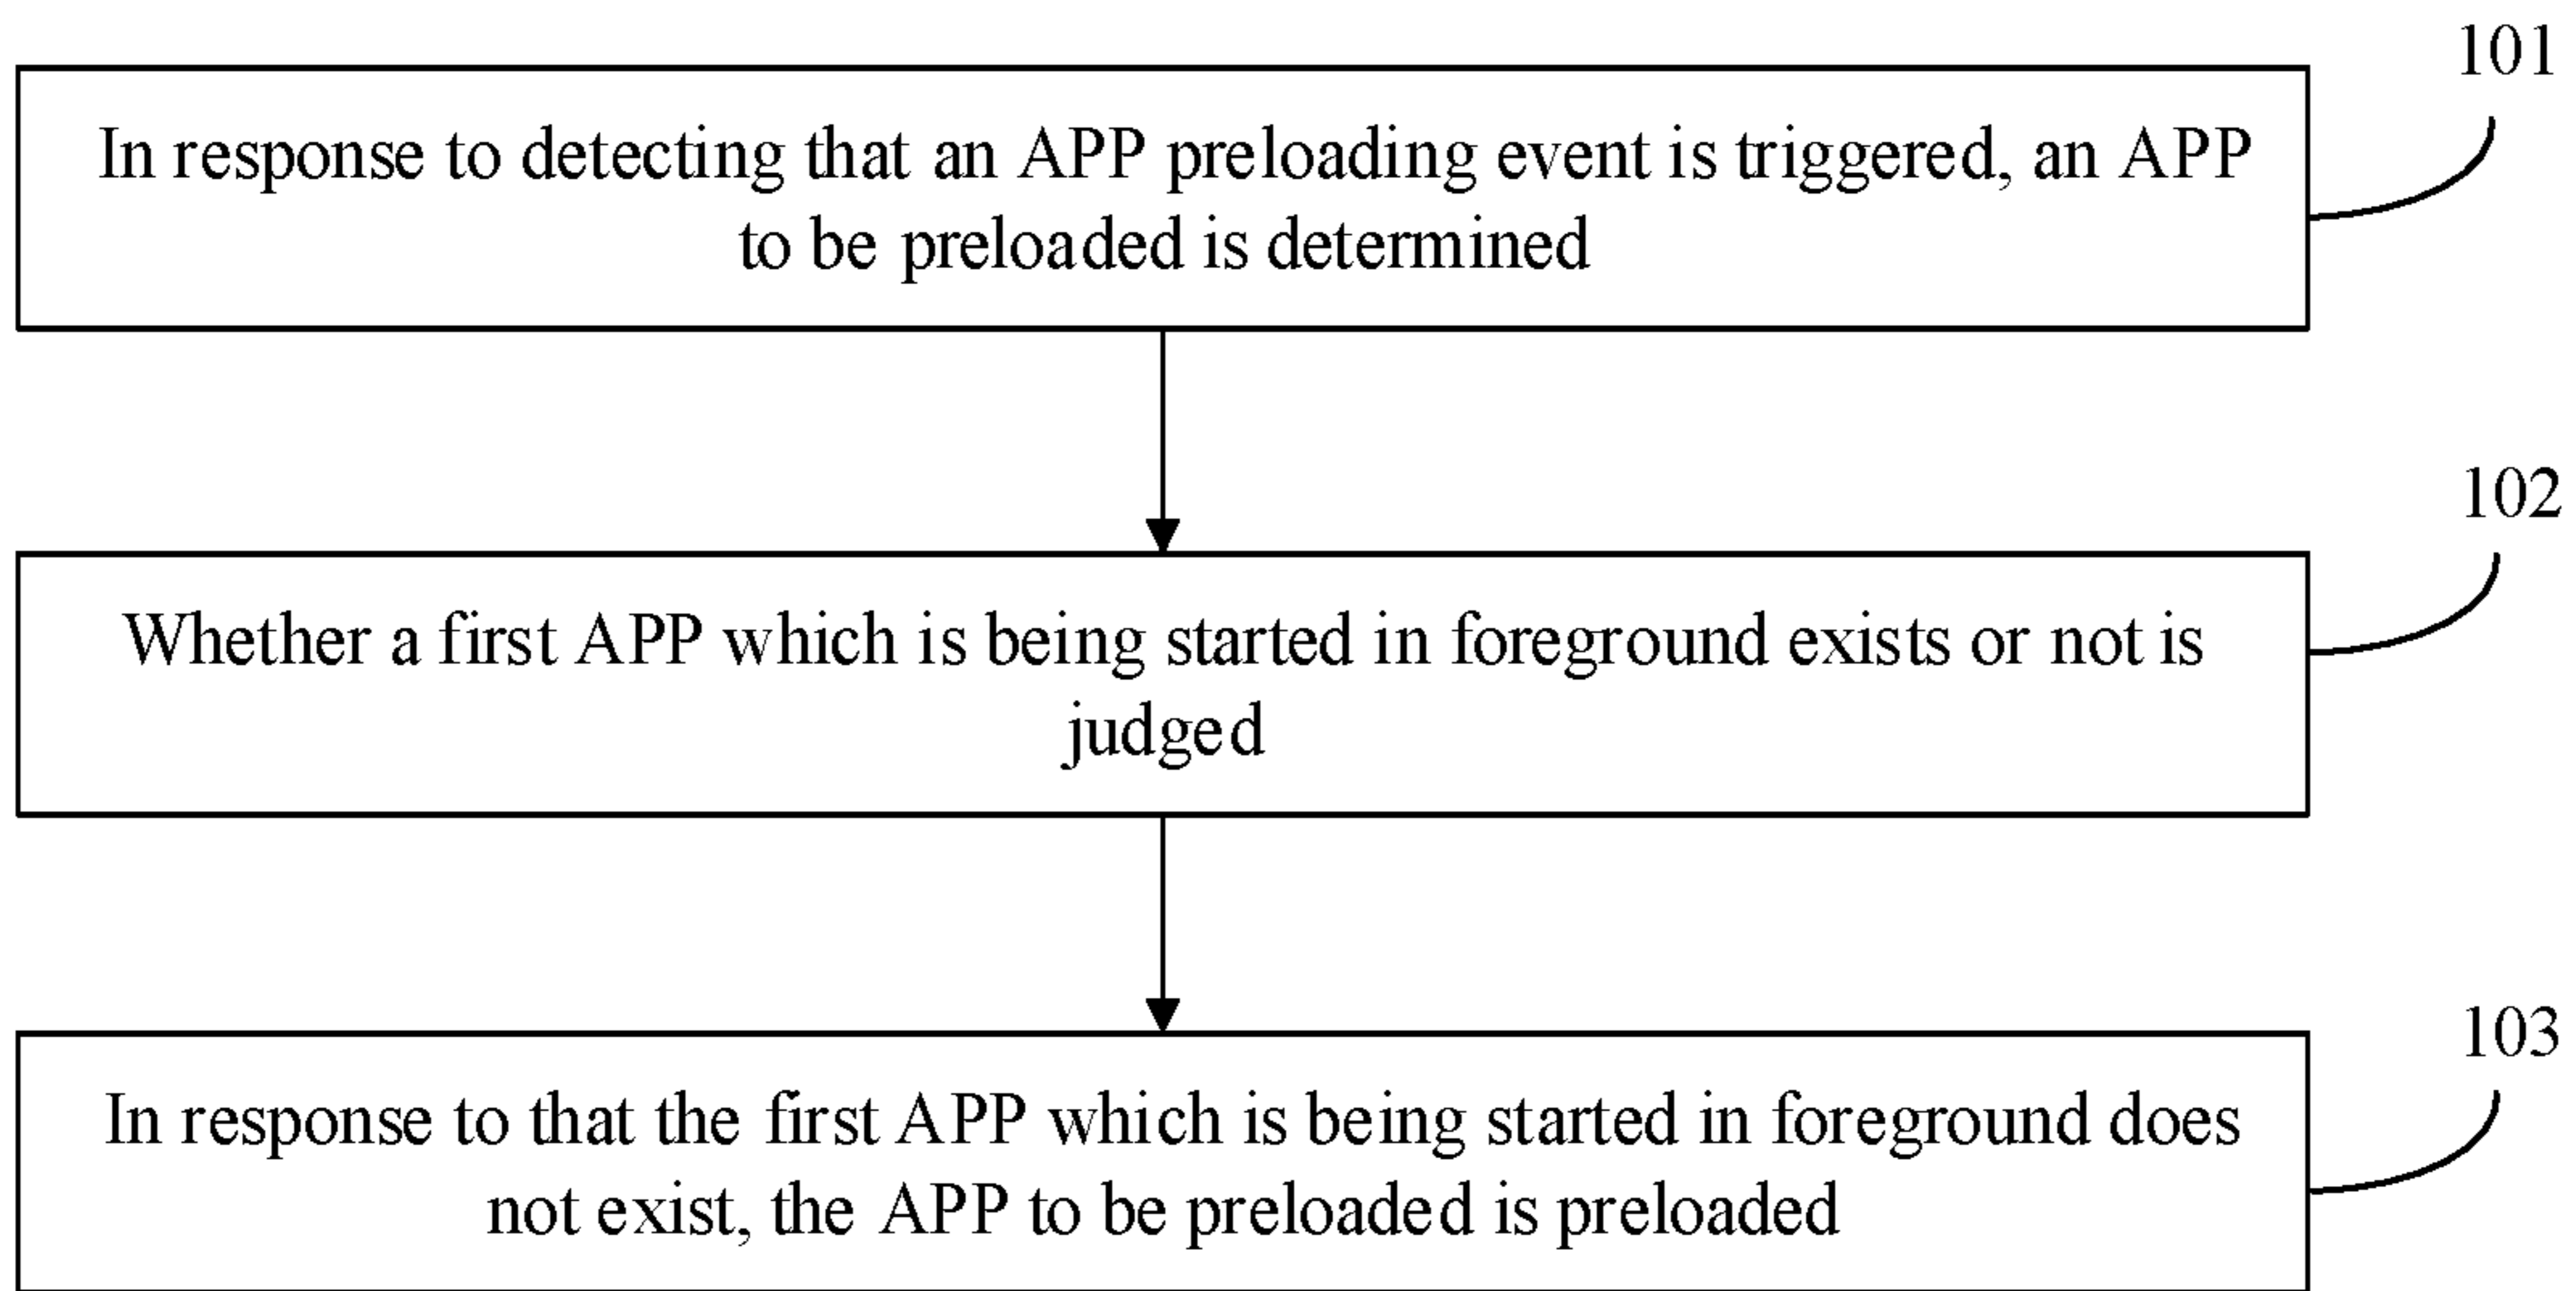 101
In response to detecting that an APP preloading event is triggered, an APP
to be preloaded is determined
102
Whether a first APP which is being started in foreground exists or not is
judged
103
In response to that the first APP which is being started in foreground does
not exist, the APP to be preloaded is preloaded